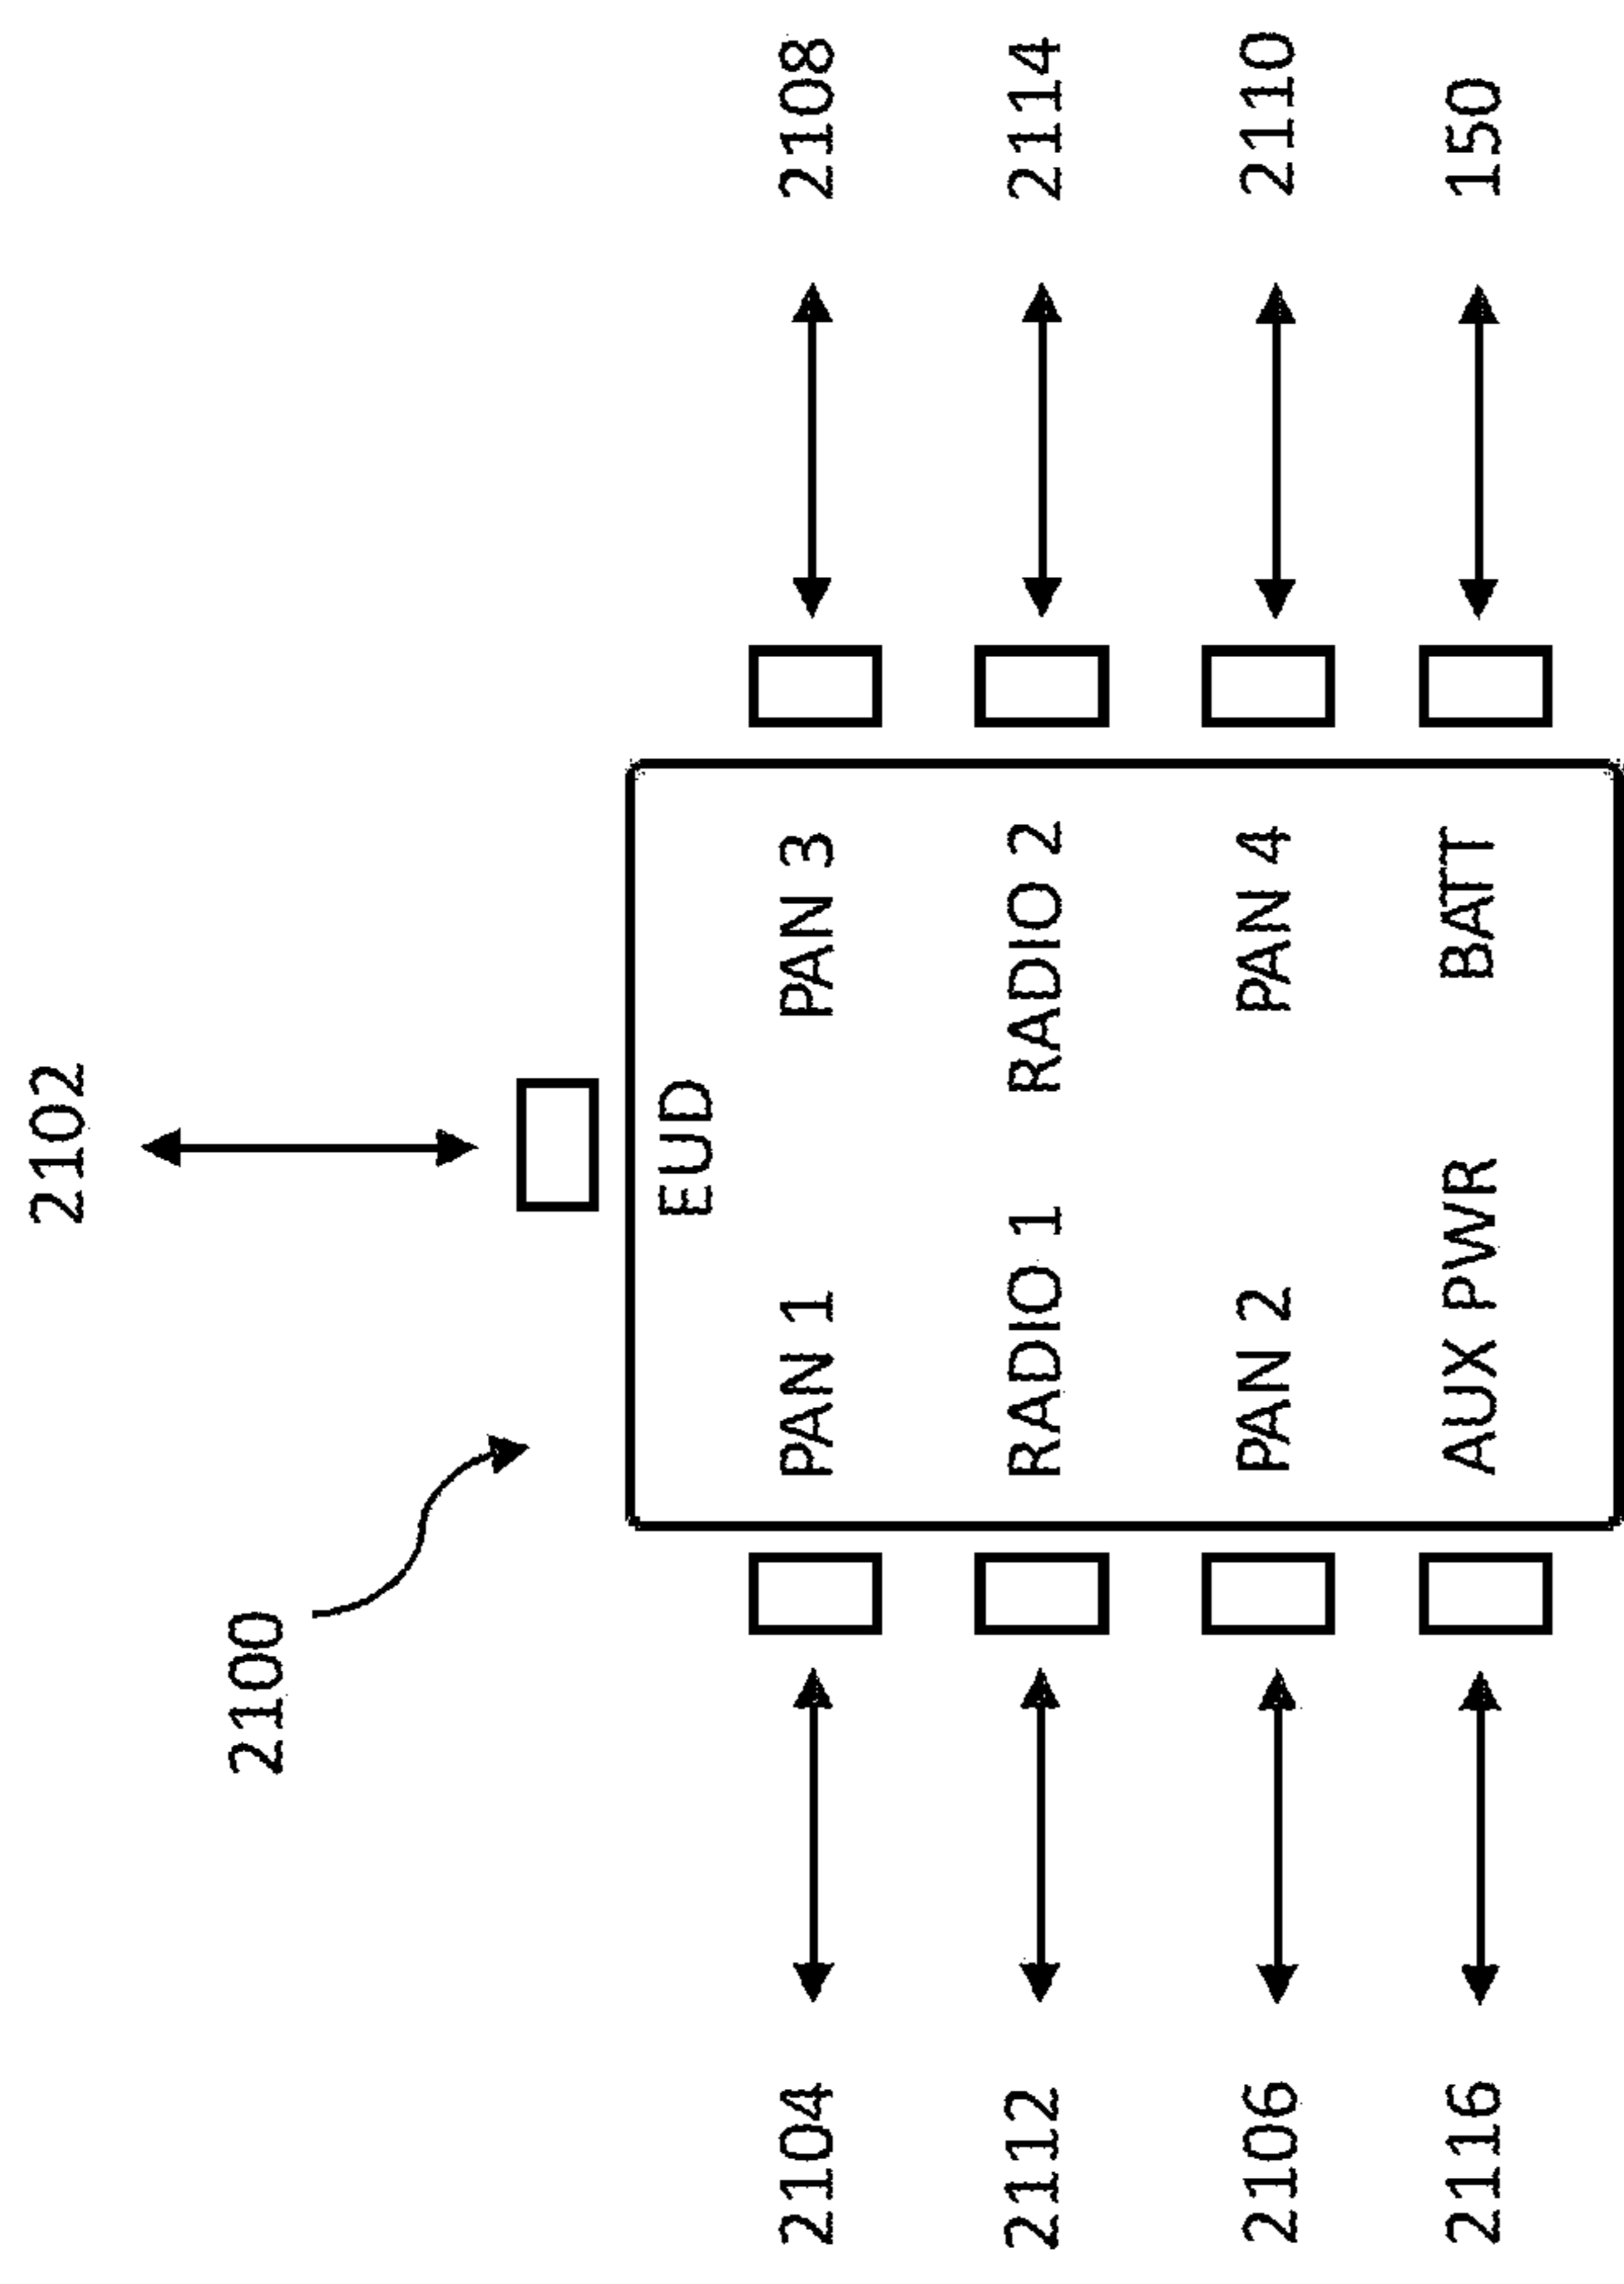 2102
2100
EUD
2104 PAN 1 PAN 3 2108
2112 RADIO 1 RADIO 2 2114
2106 PAN 2 PAN 4 2110
2116 AUX PWR BATT 150